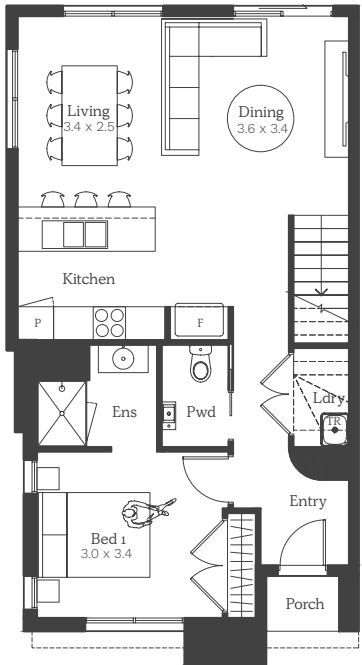 Living
3.4 x 2.5
Dining
3.6 x 3.4
Kitchen
P
F
Ens
Pwd
Ldry
TR
Entry
Bed 1
3.0 x 3.4
Porch